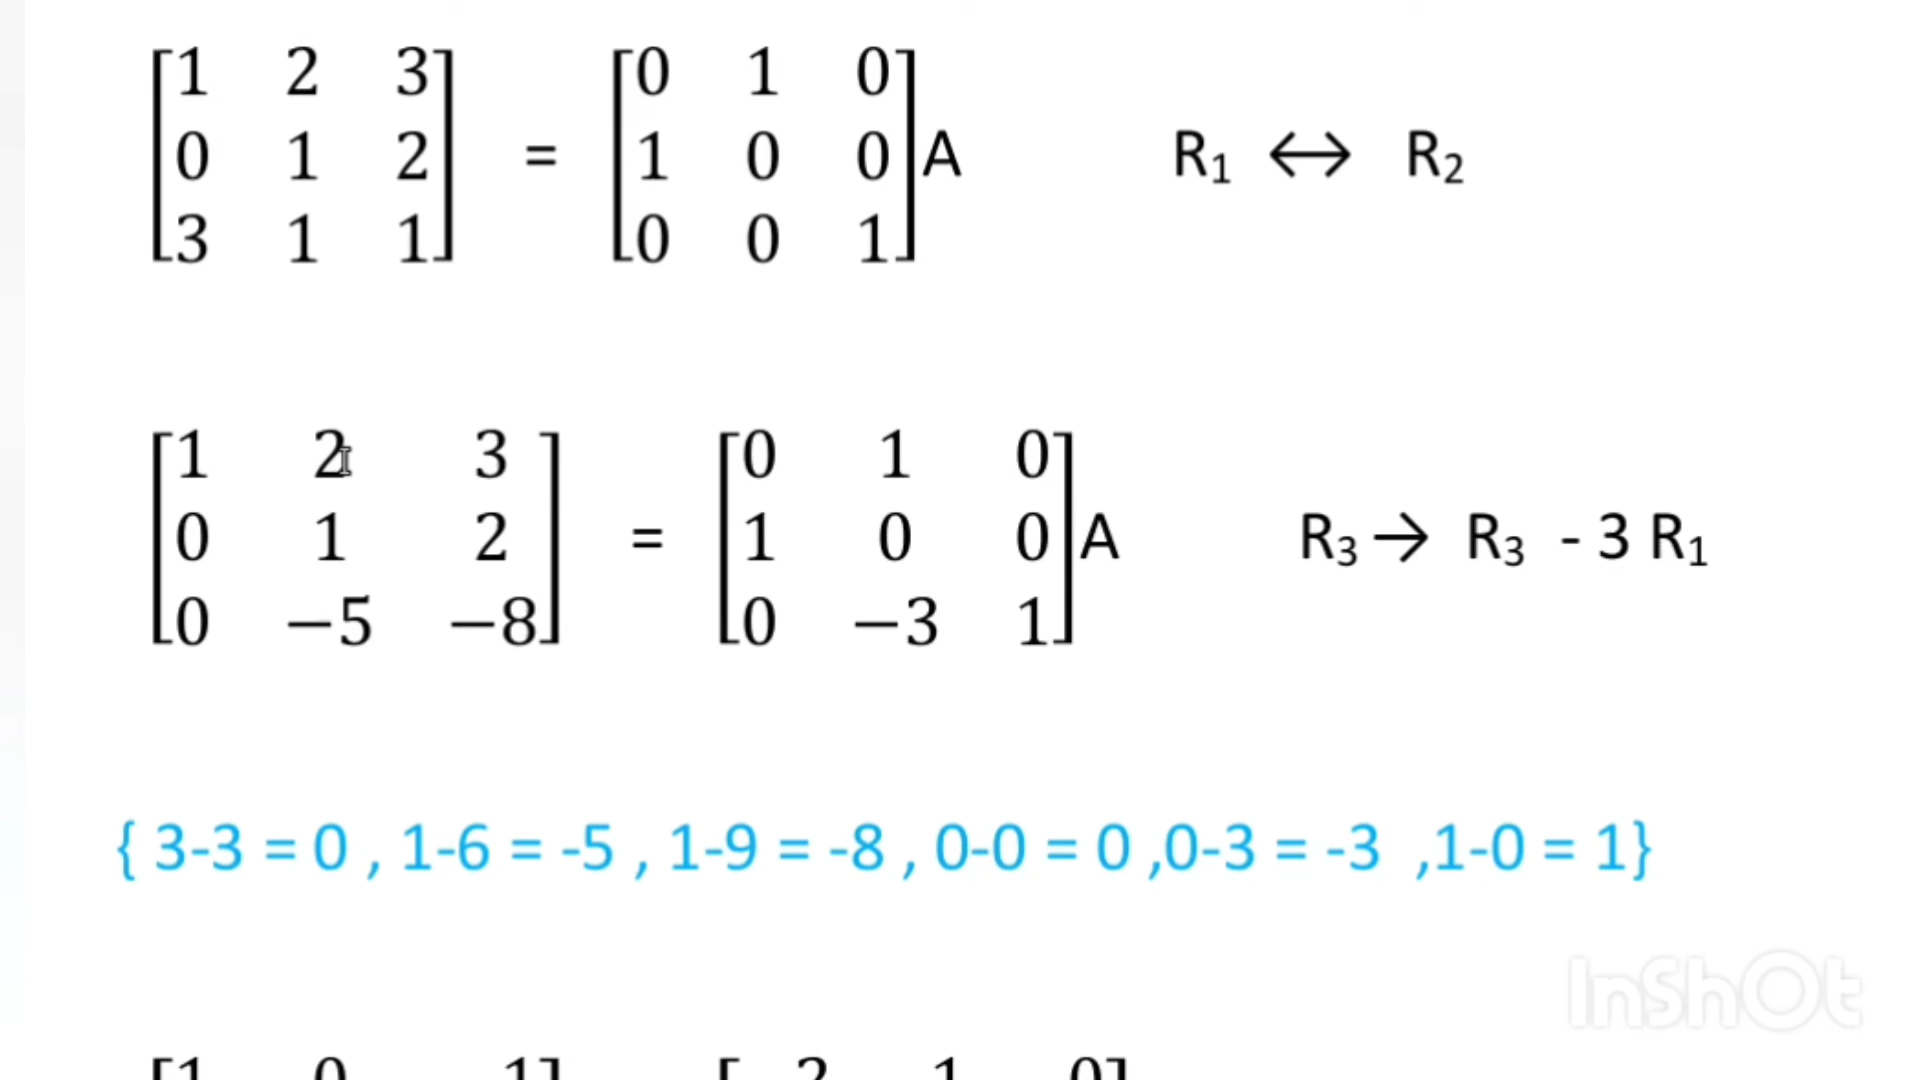 [1 2 3] [0 1 0]
[0 1 2] = [1 0 0] A R₁ ↔ R₂
[3 1 1] [0 0 1]
[1 2 3] [0 1 0]
[0 1 2] = [1 0 0] A R₃ → R₃ - 3 R₁
[0 −5 −8] [0 −3 1]
{ 3-3 = 0 , 1-6 = -5 , 1-9 = -8 , 0-0 = 0 ,0-3 = -3 ,1-0 = 1}
InShOt